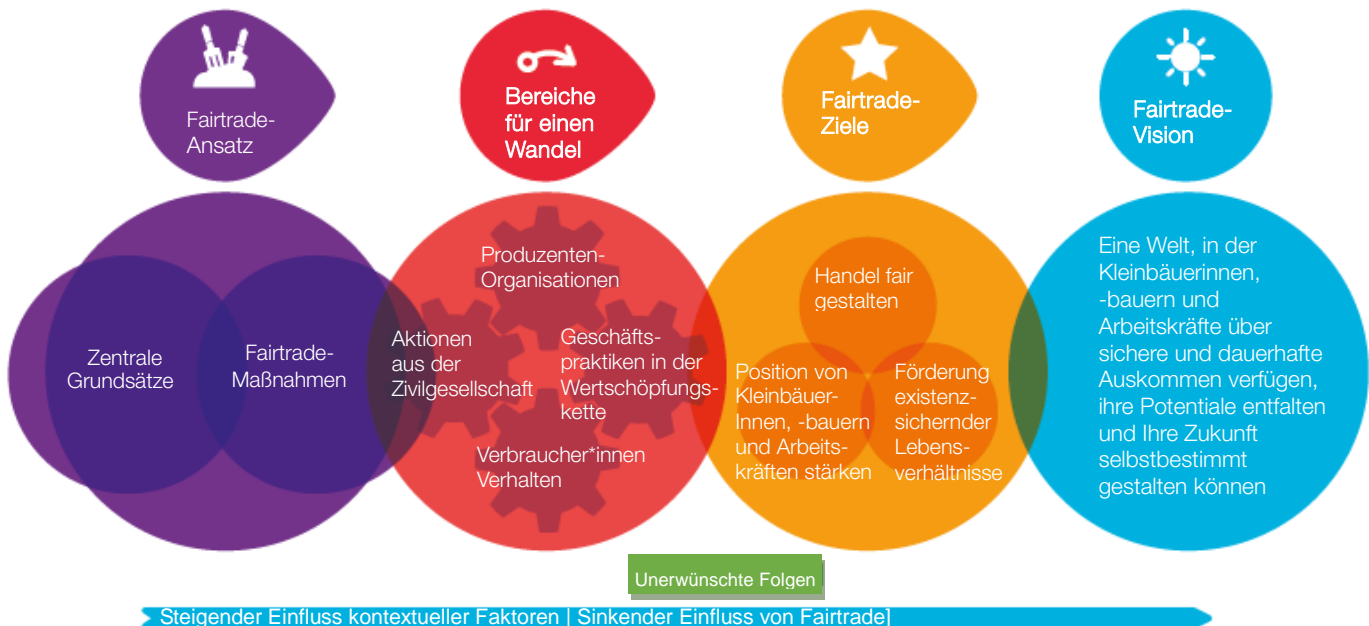 Fairtrade-
Ansatz
Bereiche
für einen
Wandel
Fairtrade-
Ziele
Fairtrade-
Vision
Zentrale
Grundsätze
Fairtrade-
Maßnahmen
Produzenten-
Organisationen
Aktionen
aus der
Zivilgesellschaft
Geschäfts-
praktiken in der
Wertschöpfungs-
kette
Verbraucher*innen
Verhalten
Handel fair
gestalten
Position von
Kleinbäuer-
Innen, -bauern
und Arbeits-
kräften stärken
Förderung
existenz-
sichernder
Lebens-
verhältnisse
Eine Welt, in der
Kleinbäuerinnen,
-bauern und
Arbeitskräfte über
sichere und dauerhafte
Auskommen verfügen,
ihre Potentiale entfalten
und Ihre Zukunft
selbstbestimmt
gestalten können
Unerwünschte Folgen
Steigender Einfluss kontextueller Faktoren | Sinkender Einfluss von Fairtrade]